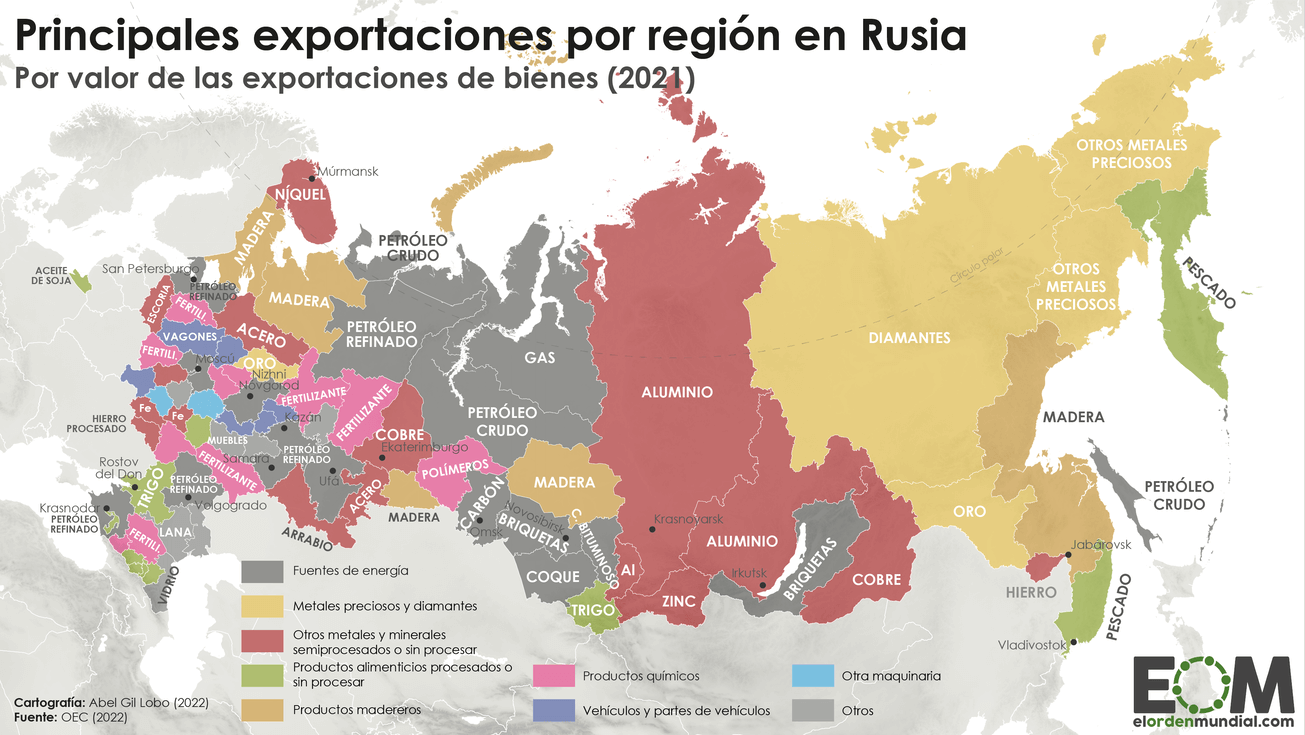 Principales exportaciones por región en Rusia
Por valor de las exportaciones de bienes (2021)
Múrmansk
NÍQUEL
MADERA
PETRÓLEO
CRUDO
OTROS METALES
PRECIOSOS
Círculo polar
ACEITE
DE SOJA
San Petersburgo
PETRÓLEO
REFINADO
ESCORIA
FERTILI.
MADERA
OTROS
METALES
PRECIOSOS
PESCADO
VAGONES
ACERO
PETRÓLEO
REFINADO
GAS
DIAMANTES
FERTILI.
Moscú
ORO
Nizhni
Nóvgorod
FERTILIZANTE
FERTILIZANTE
ALUMINIO
Fe
Fe
HIERRO
PROCESADO
Kazán
PETRÓLEO
CRUDO
MADERA
MUEBLES
COBRE
Ekaterimburgo
Samara
PETRÓLEO
REFINADO
Ufá
FERTILIZANTE
POLÍMEROS
MADERA
Rostov
del Don
TRIGO
PETRÓLEO
REFINADO
Volgogrado
ACERO
MADERA
CARBÓN
Omsk
PETRÓLEO
CRUDO
Krasnodar
PETRÓLEO
REFINADO
FERTILI.
LANA
ARRABIO
Novosibirsk
BRIQUETAS
C. BITUMINOSO
Krasnoyarsk
ORO
ALUMINIO
BRIQUETAS
Jabárovsk
VIDRIO
COQUE
Al
Irkutsk
COBRE
HIERRO
PESCADO
TRIGO
ZINC
Vladivostok
Fuentes de energía
Metales preciosos y diamantes
Otros metales y minerales
semiprocesados o sin procesar
Productos alimenticios procesados o
sin procesar
Productos madereros
Productos químicos
Vehículos y partes de vehículos
Otra maquinaria
Otros
Cartografía: Abel Gil Lobo (2022)
Fuente: OEC (2022)
EOM
elordenmundial.com